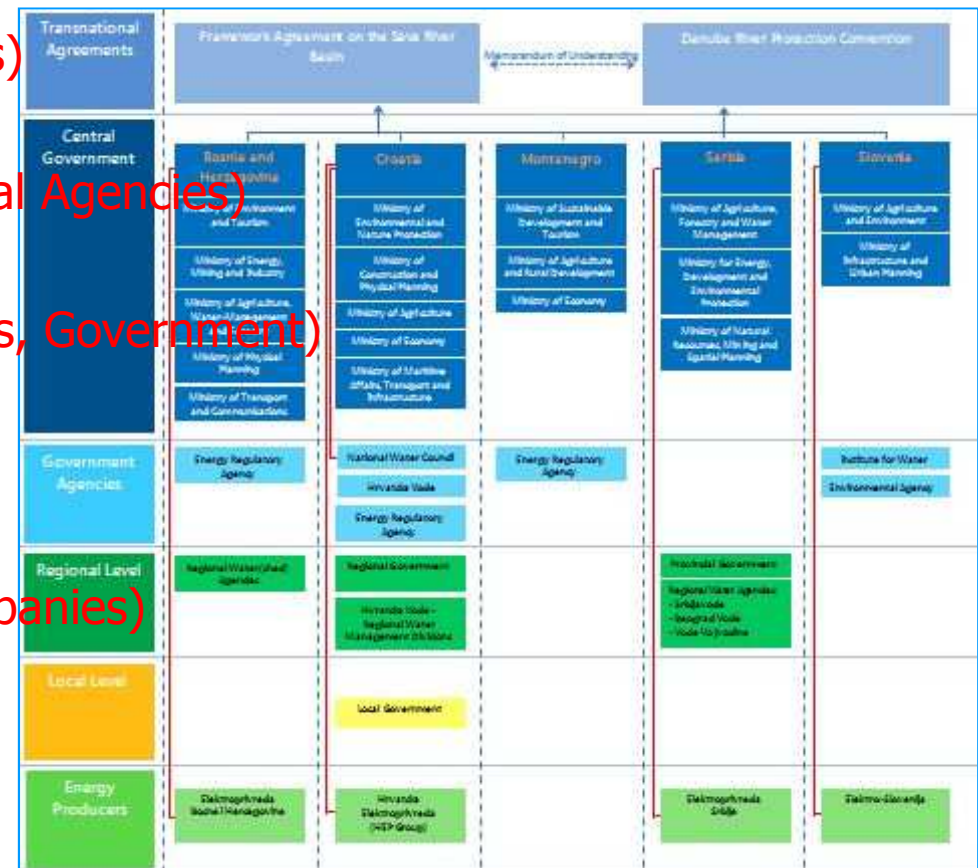 Transnational
Agreements
Framework Agreement on the Sava River
Basin
Memorandum of Understanding
Danube River Protection Convention
s)
Central
Government
Bosnia and
Herzegovina
Ministry of Environment
and Tourism
Ministry of Energy,
Mining and Industry
Ministry of Agriculture,
Water-Management
Ministry of Physical
Planning
Ministry of Transport
and Communications
Croatia
Ministry of
Environmental and
Nature Protection
Ministry of
Construction and
Physical Planning
Ministry of Agriculture
Ministry of Economy
Ministry of Maritime
Affairs, Transport and
Infrastructure
Montenegro
Ministry of Sustainable
Development and
Tourism
Ministry of Agriculture
and Rural Development
Ministry of Economy
Serbia
Ministry of Agriculture,
Forestry and Water
Management
Ministry for Energy,
Development and
Environmental
Protection
Ministry of Natural
Resources, Mining and
Spatial Planning
Slovenia
Ministry of Agriculture
and Environment
Ministry of
Infrastructure and
Urban Planning
al Agencies)
s, Government)
Government
Agencies
Energy Regulatory
Agency
National Water Council
Hrvatske Vode
Energy Regulatory
Agency
Energy Regulatory
Agency
Institute for Water
Environmental Agency
Regional Level
Regional Water(shed)
Agencies
Regional Government
Hrvatske Vode -
Regional Water
Management Divisions
Provincial Government
Regional Water Agencies:
- Srbijavode
- Beograd Vode
- Vode Vojvodine
panies)
Local Level
Local Government
Energy
Producers
Elektroprivreda
Bosne i Hercegovine
Hrvatska
Elektroprivreda
(HEP Group)
Elektroprivreda
Srbije
Elektro-Slovenija